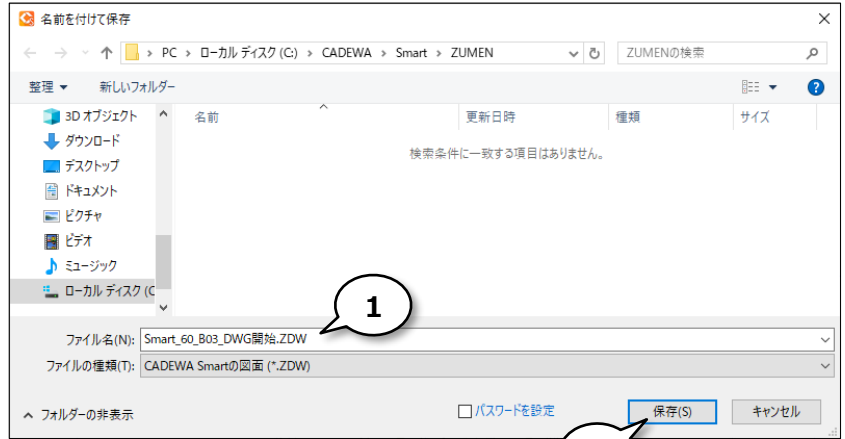 名前を付けて保存
PC › ローカル ディスク (C:) › CADEWA › Smart › ZUMEN
ZUMENの検索
整理 新しいフォルダー
名前 更新日時 種類 サイズ
検索条件に一致する項目はありません。
3D オブジェクト
ダウンロード
デスクトップ
ドキュメント
ピクチャ
ビデオ
ミュージック
ローカル ディスク (C
1
ファイル名(N): Smart_60_B03_DWG開始.ZDW
ファイルの種類(T): CADEWA Smartの図面 (*.ZDW)
フォルダーの非表示
パスワードを設定
保存(S)
キャンセル